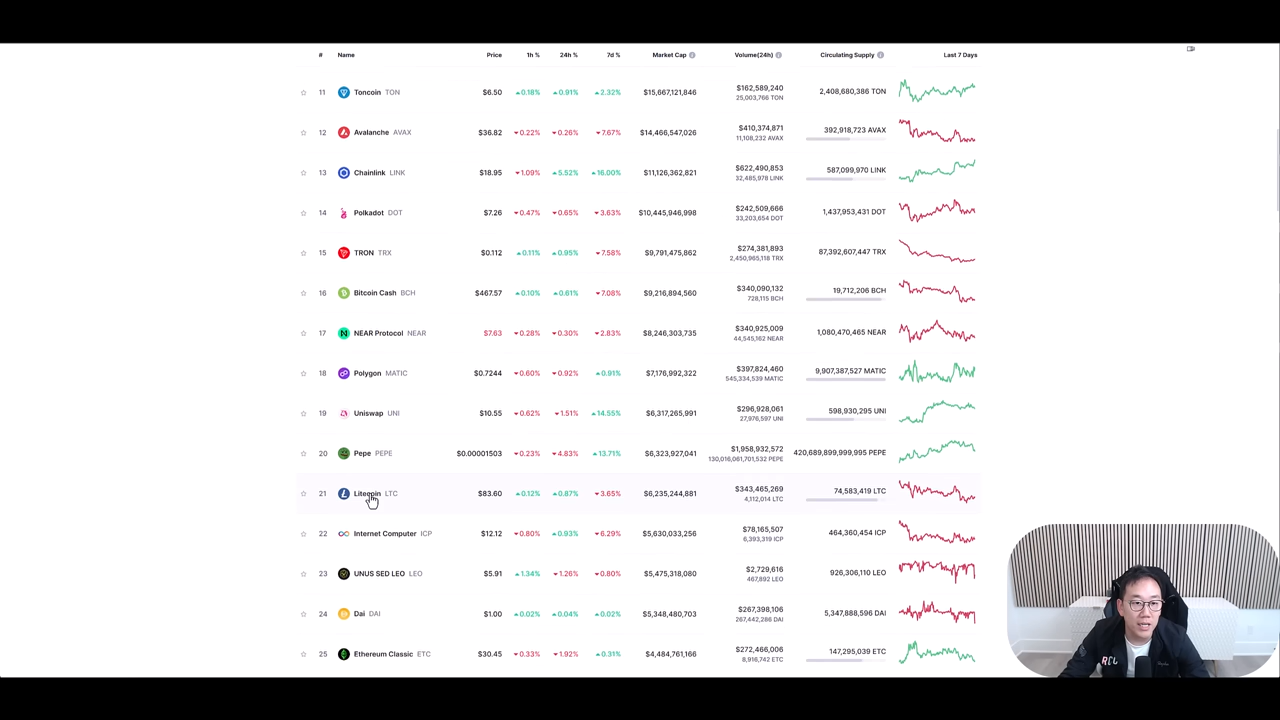 # Name Price 1h % 24h % 7d % Market Cap Volume(24h) Circulating Supply Last 7 Days
11 Toncoin TON $6.50 0.18% 0.91% 2.32% $15,667,121,846 $162,589,240 2,408,680,386 TON
25,003,766 TON
12 Avalanche AVAX $36.82 0.22% 0.26% 7.67% $14,466,547,026 $410,374,871 392,918,723 AVAX
11,108,232 AVAX
13 Chainlink LINK $18.95 1.09% 5.52% 16.00% $11,126,362,821 $622,490,853 587,099,970 LINK
32,485,978 LINK
14 Polkadot DOT $7.26 0.47% 0.65% 3.63% $10,445,946,998 $242,509,666 1,437,953,431 DOT
33,203,654 DOT
15 TRON TRX $0.112 0.11% 0.95% 7.58% $9,791,475,862 $274,381,893 87,392,607,447 TRX
2,450,965,118 TRX
16 Bitcoin Cash BCH $467.57 0.10% 0.61% 7.08% $9,216,894,560 $340,090,132 19,712,206 BCH
728,115 BCH
17 NEAR Protocol NEAR $7.63 0.28% 0.30% 2.83% $8,246,303,735 $340,925,009 1,080,470,465 NEAR
44,545,162 NEAR
18 Polygon MATIC $0.7244 0.60% 0.92% 0.91% $7,176,992,322 $397,824,460 9,907,387,527 MATIC
545,334,539 MATIC
19 Uniswap UNI $10.55 0.62% 1.51% 14.55% $6,317,265,991 $296,928,061 598,930,295 UNI
27,976,597 UNI
20 Pepe PEPE $0.00001503 0.23% 4.83% 13.71% $6,323,927,041 $1,958,932,572 420,689,899,999,995 PEPE
130,016,061,701,532 PEPE
21 Litecoin LTC $83.60 0.12% 0.87% 3.65% $6,235,244,881 $343,465,269 74,583,419 LTC
4,112,014 LTC
22 Internet Computer ICP $12.12 0.80% 0.93% 6.29% $5,630,033,256 $78,165,507 464,360,454 ICP
6,393,319 ICP
23 UNUS SED LEO LEO $5.91 1.34% 1.26% 0.80% $5,475,318,080 $2,729,616 926,306,110 LEO
467,892 LEO
24 Dai DAI $1.00 0.02% 0.04% 0.02% $5,348,480,703 $267,398,106 5,347,888,596 DAI
267,442,286 DAI
25 Ethereum Classic ETC $30.45 0.33% 1.92% 0.31% $4,484,761,166 $272,466,006 147,295,039 ETC
8,916,742 ETC